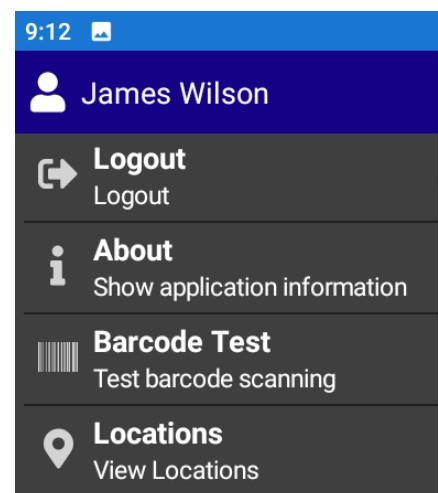 9:12
James Wilson
Logout
Logout
About
Show application information
Barcode Test
Test barcode scanning
Locations
View Locations